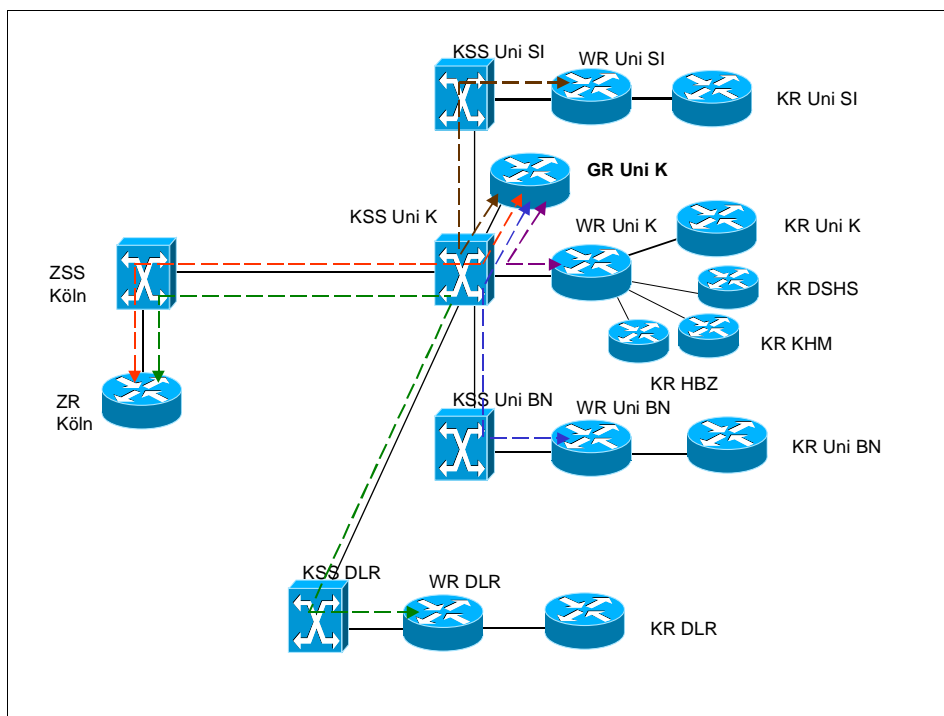 KSS Uni SI
WR Uni SI
KR Uni SI
GR Uni K
KSS Uni K
WR Uni K
KR Uni K
ZSS
Köln
KR DSHS
KR KHM
KR HBZ
ZR
Köln
KSS Uni BN
WR Uni BN
KR Uni BN
KSS DLR
WR DLR
KR DLR